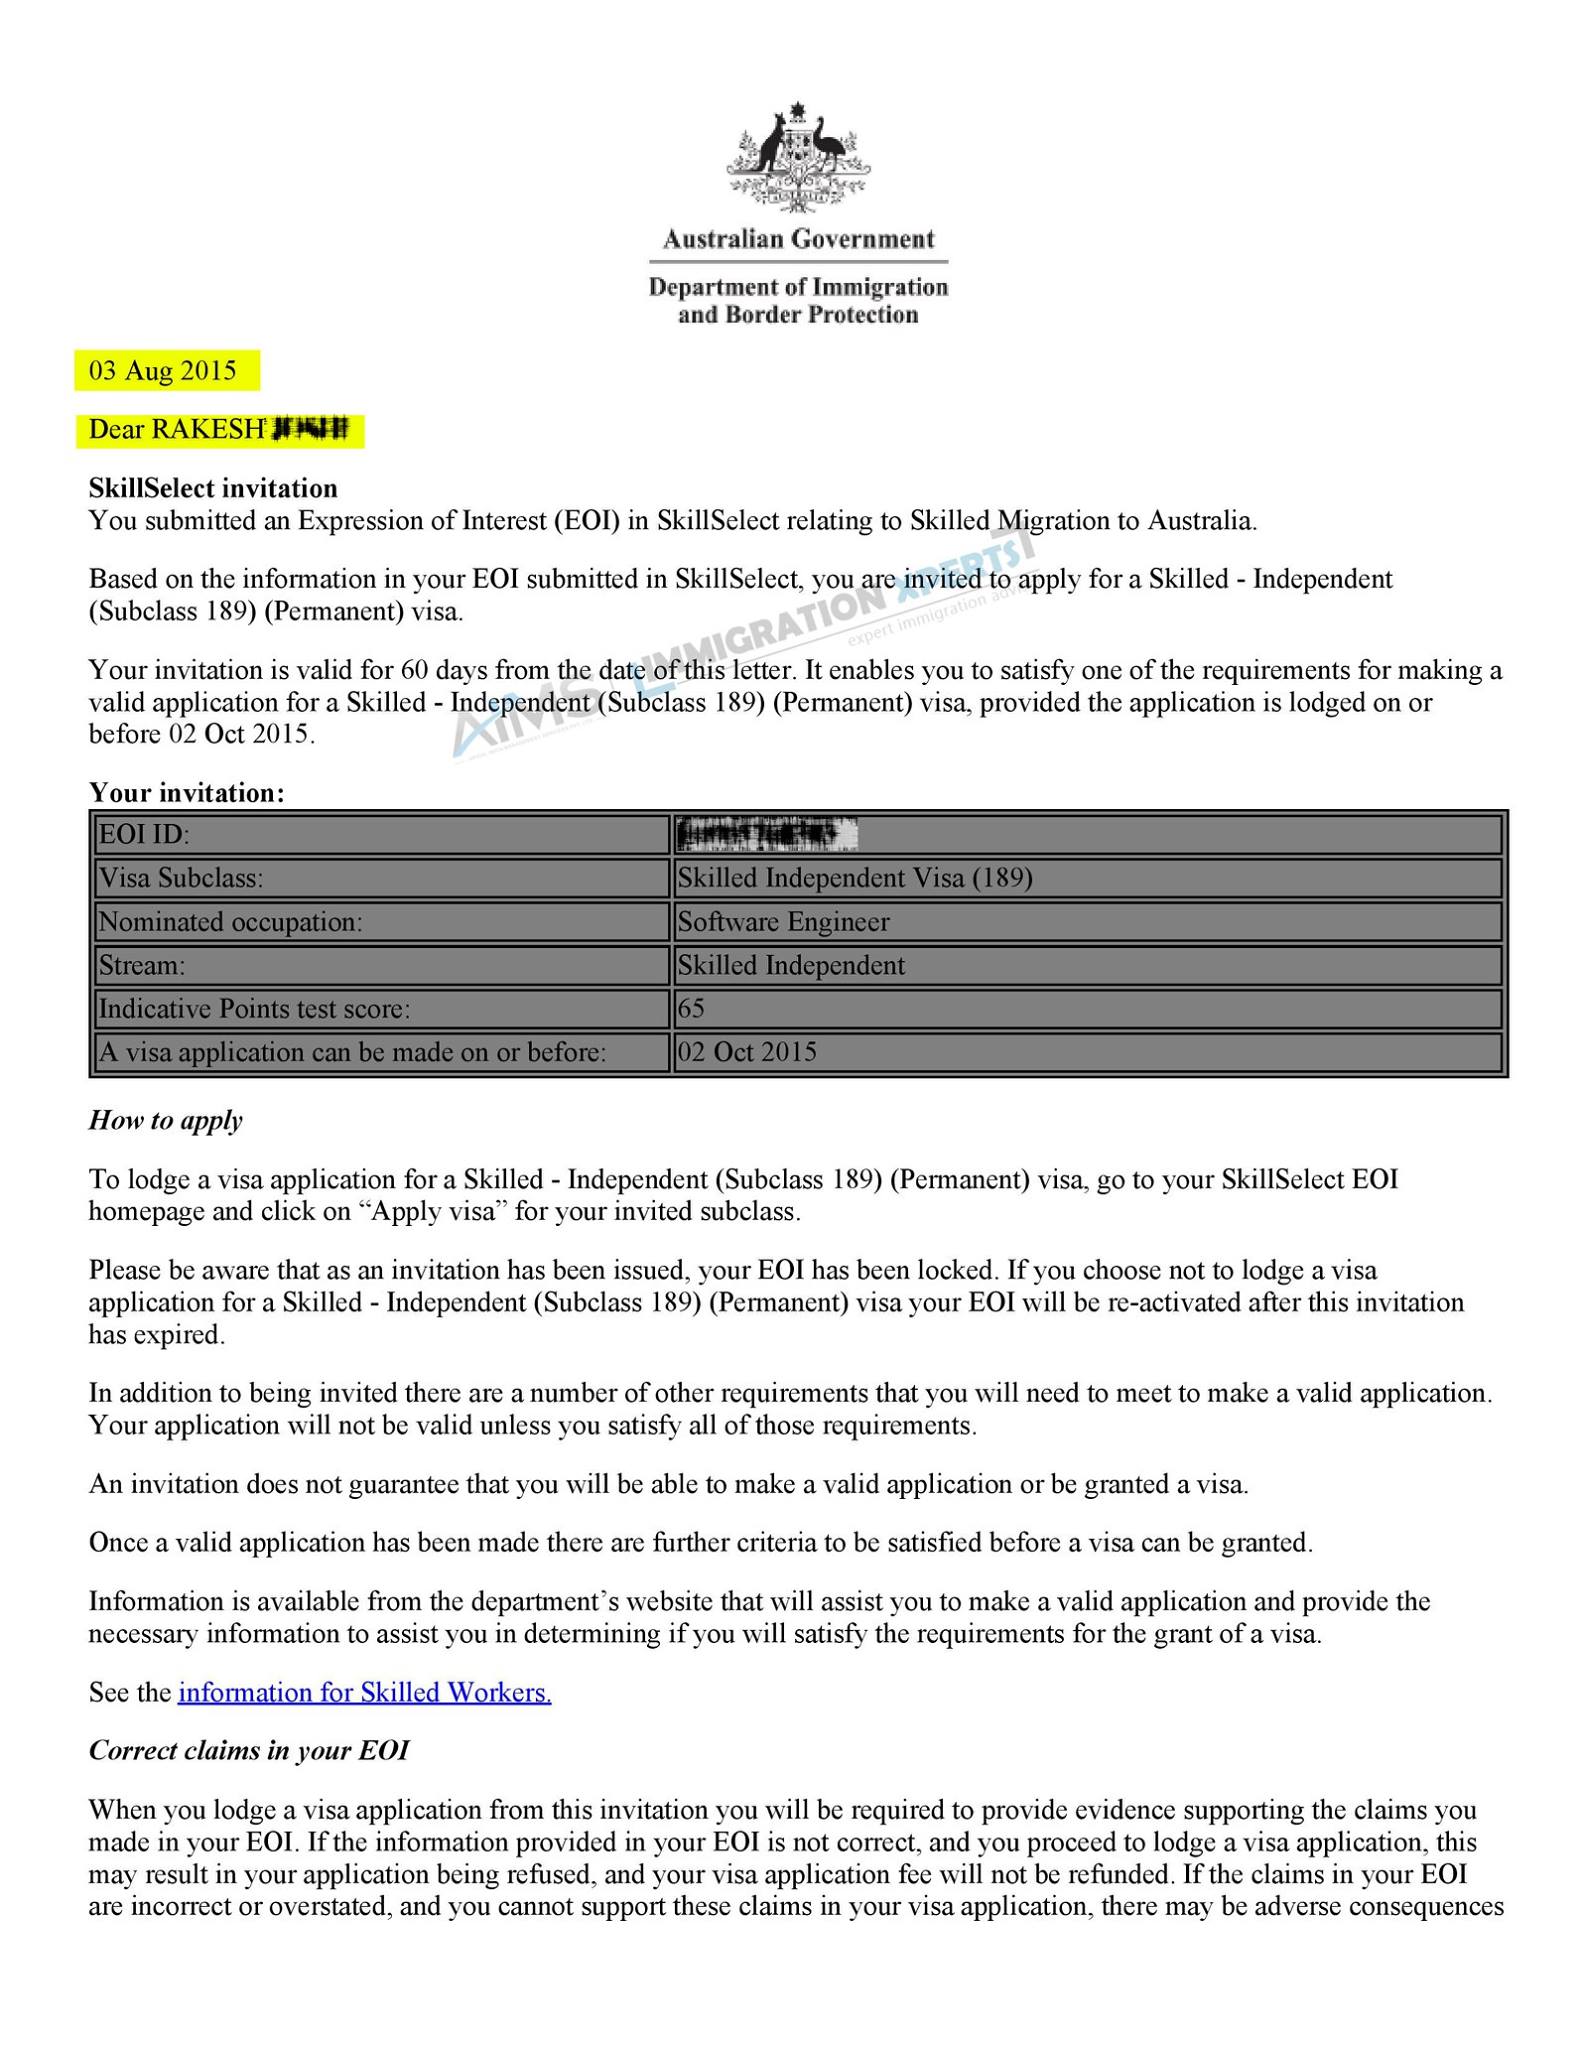 AUSTRALIA
Australian Government
Department of Immigration
and Border Protection
03 Aug 2015
Dear RAKESH
SkillSelect invitation
You submitted an Expression of Interest (EOI) in SkillSelect relating to Skilled Migration to Australia.
Based on the information in your EOI submitted in SkillSelect, you are invited to apply for a Skilled - Independent
(Subclass 189) (Permanent) visa.
Your invitation is valid for 60 days from the date of this letter. It enables you to satisfy one of the requirements for making a
valid application for a Skilled - Independent (Subclass 189) (Permanent) visa, provided the application is lodged on or
before 02 Oct 2015.
AIMS IMMIGRATION XPERTS
expert immigration
Your invitation:
EOI ID:
Visa Subclass: Skilled Independent Visa (189)
Nominated occupation: Software Engineer
Stream: Skilled Independent
Indicative Points test score: 65
A visa application can be made on or before: 02 Oct 2015
How to apply
To lodge a visa application for a Skilled - Independent (Subclass 189) (Permanent) visa, go to your SkillSelect EOI
homepage and click on “Apply visa” for your invited subclass.
Please be aware that as an invitation has been issued, your EOI has been locked. If you choose not to lodge a visa
application for a Skilled - Independent (Subclass 189) (Permanent) visa your EOI will be re-activated after this invitation
has expired.
In addition to being invited there are a number of other requirements that you will need to meet to make a valid application.
Your application will not be valid unless you satisfy all of those requirements.
An invitation does not guarantee that you will be able to make a valid application or be granted a visa.
Once a valid application has been made there are further criteria to be satisfied before a visa can be granted.
Information is available from the department’s website that will assist you to make a valid application and provide the
necessary information to assist you in determining if you will satisfy the requirements for the grant of a visa.
See the information for Skilled Workers.
Correct claims in your EOI
When you lodge a visa application from this invitation you will be required to provide evidence supporting the claims you
made in your EOI. If the information provided in your EOI is not correct, and you proceed to lodge a visa application, this
may result in your application being refused, and your visa application fee will not be refunded. If the claims in your EOI
are incorrect or overstated, and you cannot support these claims in your visa application, there may be adverse consequences